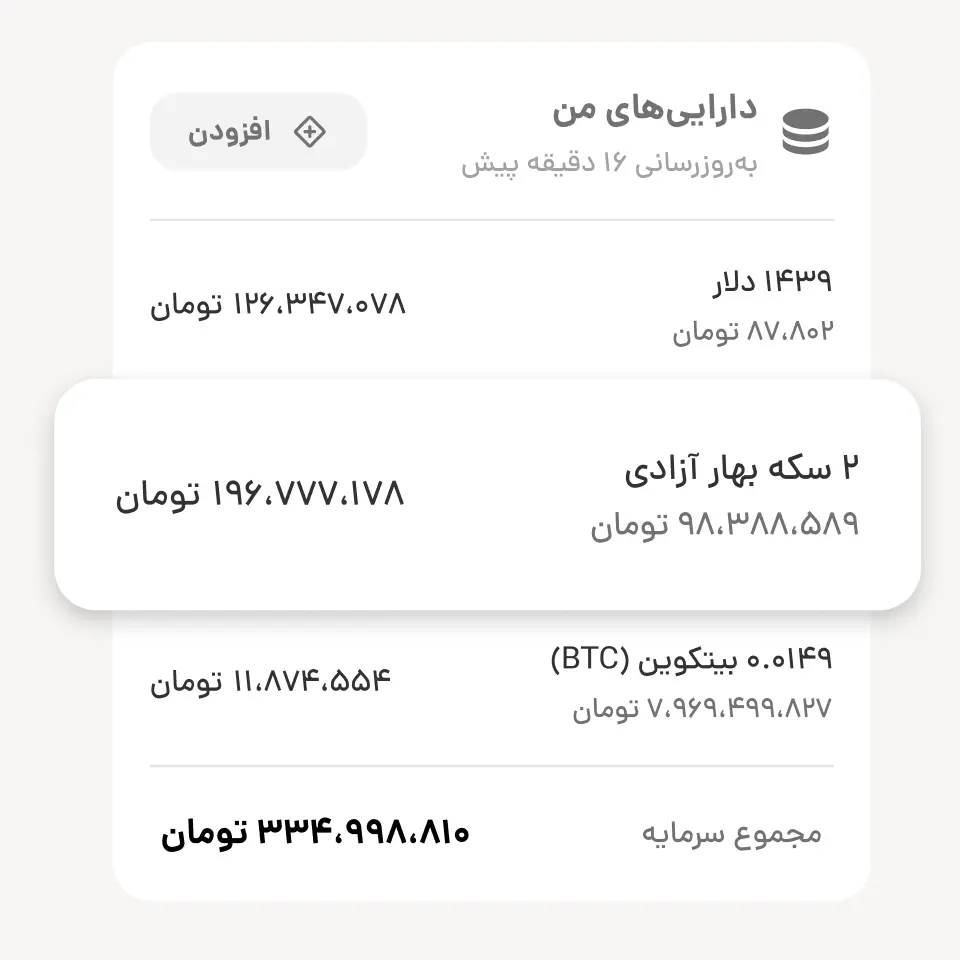 دارایی‌های من
به‌روزرسانی ۱۶ دقیقه پیش
افزودن
۱۴۳۹ دلار
۸۷،۸۰۲ تومان
۱۲۶،۳۴۷،۰۷۸ تومان
۲ سکه بهار آزادی
۹۸،۳۸۸،۵۸۹ تومان
۱۹۶،۷۷۷،۱۷۸ تومان
۰.۰۱۴۹ بیتکوین (BTC)
۷،۹۶۹،۴۹۹،۸۲۷ تومان
۱۱،۸۷۴،۵۵۴ تومان
مجموع سرمایه
۳۳۴،۹۹۸،۸۱۰ تومان